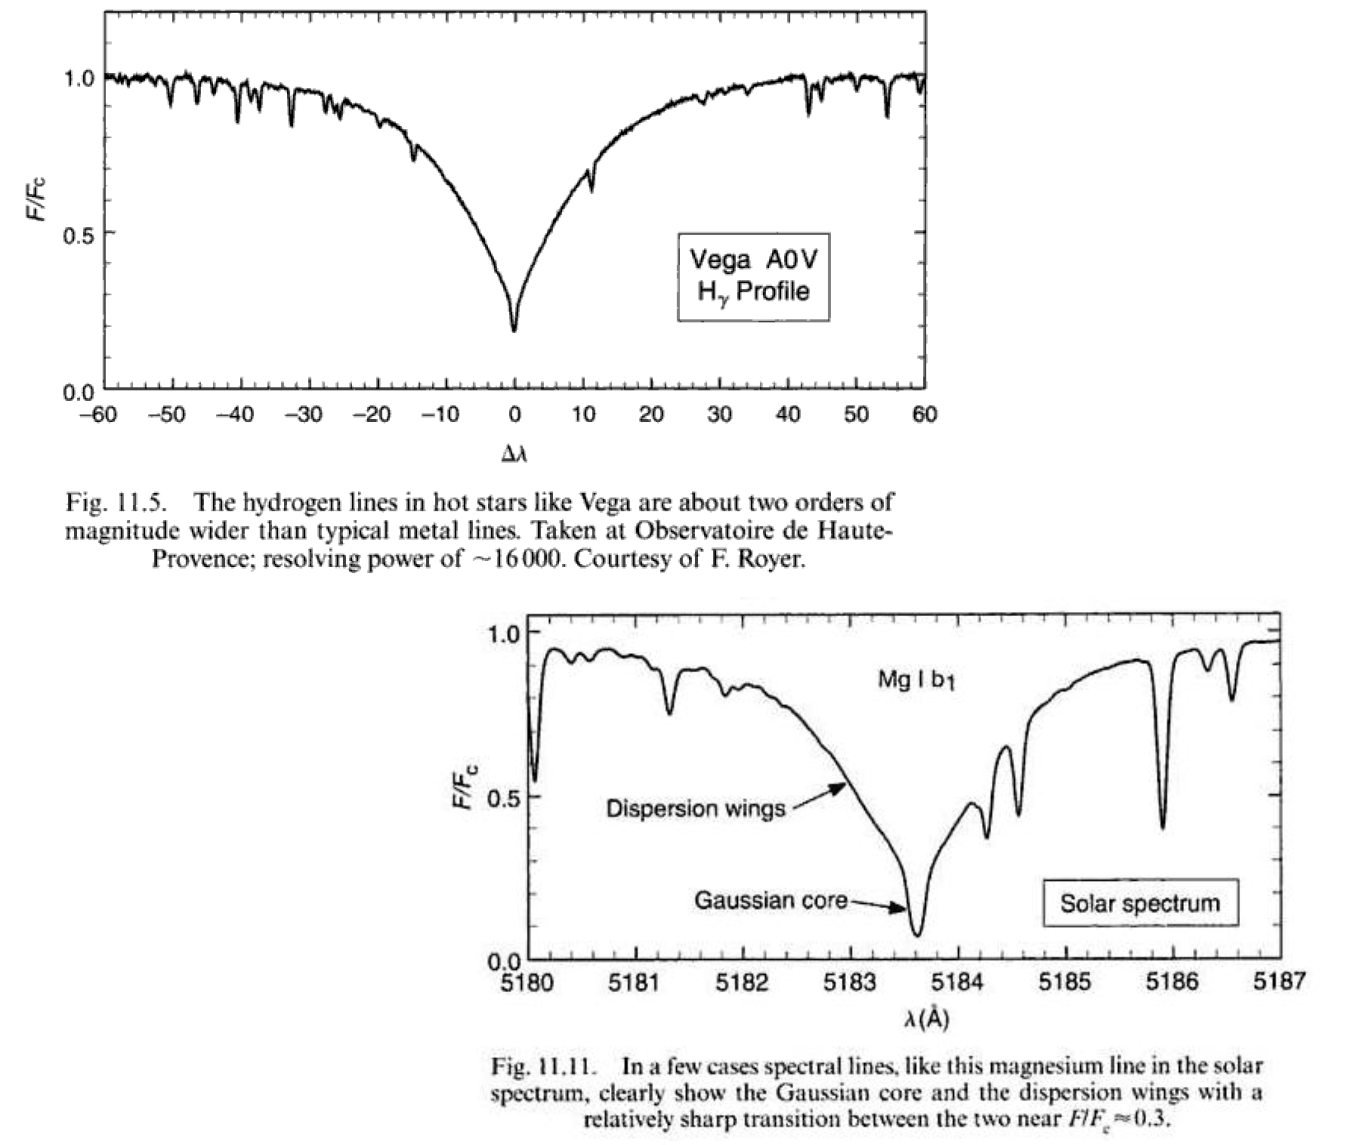 1.0
0.5
0.0
F/Fc
Vega A0V
Hγ Profile
−60 −50 −40 −30 −20 −10 0 10 20 30 40 50 60
Δλ
Fig. 11.5. The hydrogen lines in hot stars like Vega are about two orders of
magnitude wider than typical metal lines. Taken at Observatoire de Haute-
Provence; resolving power of ~16 000. Courtesy of F. Royer.
1.0
0.5
0.0
F/Fc
Mg I b1
Dispersion wings
Gaussian core
Solar spectrum
5180 5181 5182 5183 5184 5185 5186 5187
λ(Å)
Fig. 11.11. In a few cases spectral lines, like this magnesium line in the solar
spectrum, clearly show the Gaussian core and the dispersion wings with a
relatively sharp transition between the two near F/Fc≈0.3.